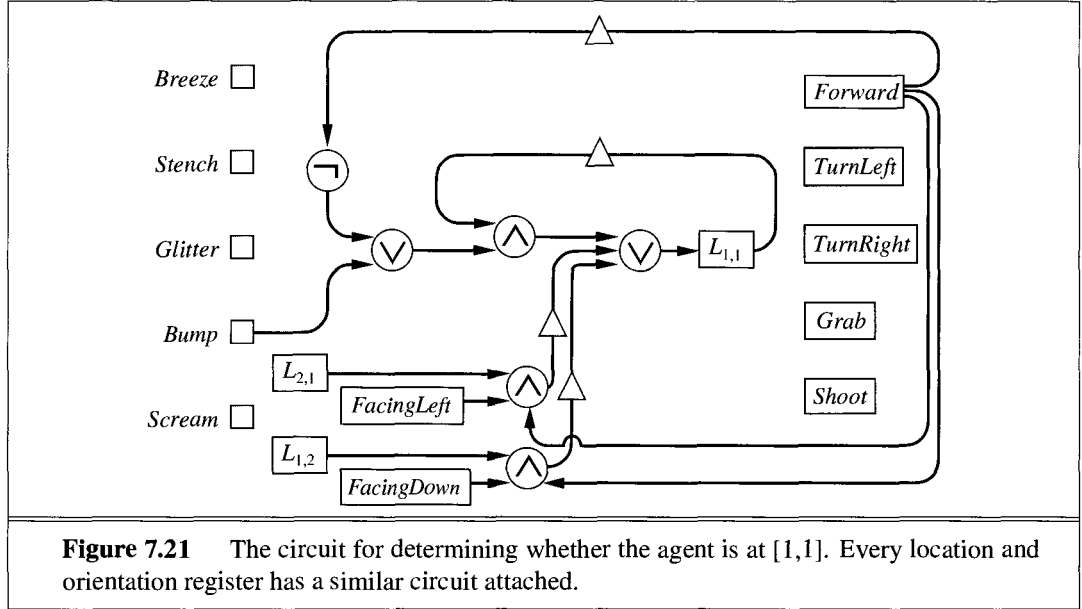 Breeze
Forward
Stench
TurnLeft
¬
Glitter
∨
∧
∨
L1,1
TurnRight
Bump
Grab
L2,1
∧
FacingLeft
Shoot
Scream
L1,2
∧
FacingDown
Figure 7.21 The circuit for determining whether the agent is at [1,1]. Every location and
orientation register has a similar circuit attached.